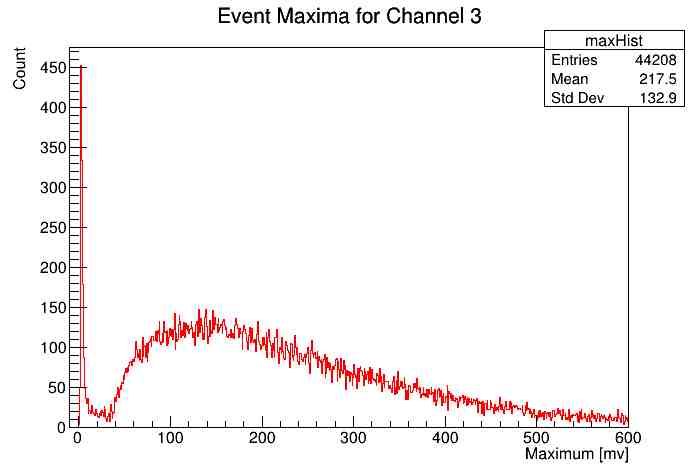 Event Maxima for Channel 3
maxHist
Entries 44208
Mean 217.5
Std Dev 132.9
Count
450
400
350
300
250
200
150
100
50
0
0 100 200 300 400 500 600
Maximum [mv]